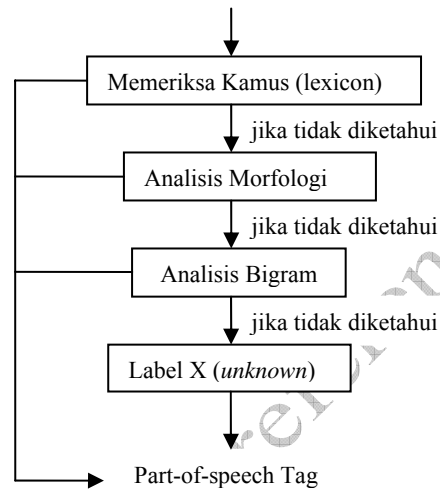 Memeriksa Kamus (lexicon)
jika tidak diketahui
Analisis Morfologi
jika tidak diketahui
Analisis Bigram
jika tidak diketahui
Label X (unknown)
Part-of-speech Tag